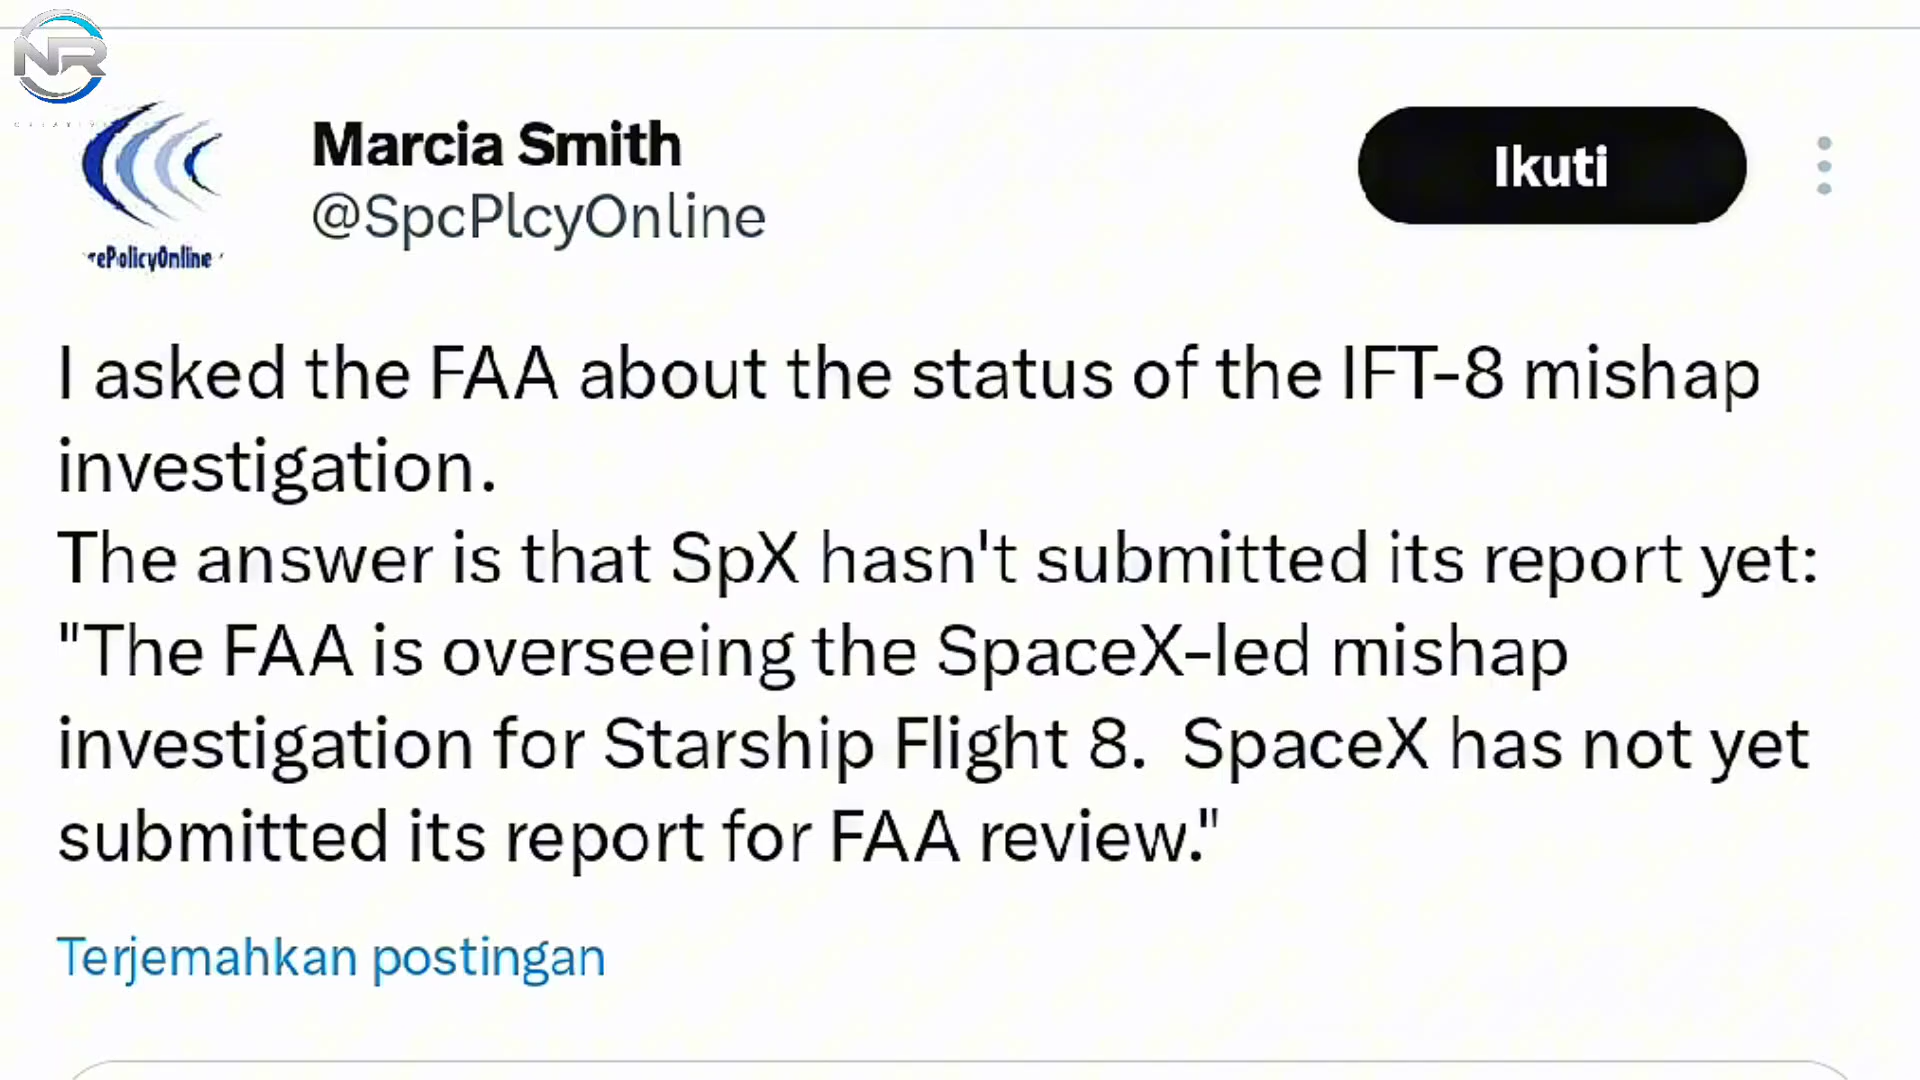 NR
Marcia Smith
@SpcPlcyOnline
Ikuti
cePolicyOnline
I asked the FAA about the status of the IFT-8 mishap
investigation.
The answer is that SpX hasn't submitted its report yet:
"The FAA is overseeing the SpaceX-led mishap
investigation for Starship Flight 8.  SpaceX has not yet
submitted its report for FAA review."
Terjemahkan postingan